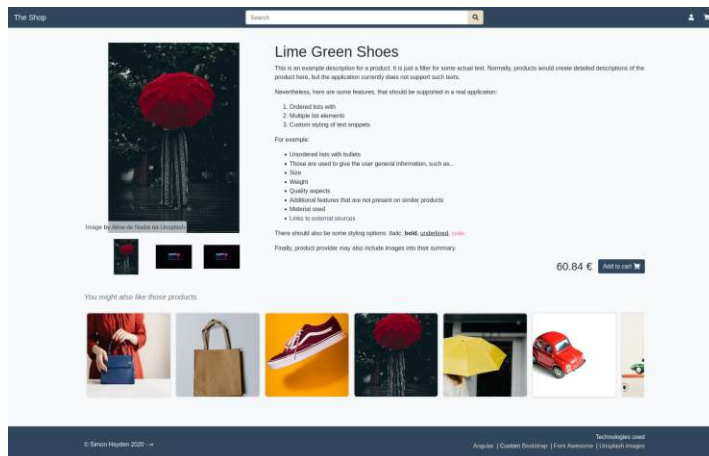 The Shop
Search
Lime Green Shoes
This is an example description for a product. It is just a filler for some actual text. Normally, products would create detailed descriptions of the
product here, but the application currently does not support such texts.
Nevertheless, here are some features, that should be supported in a real application:
1. Ordered lists with
2. Multiple list elements
3. Custom styling of text snippets
For example:
• Unordered lists with bullets
• Those are used to give the user general information, such as...
• Size
• Weight
• Quality aspects
• Additional features that are not present on similar products
• Material used
• Links to external sources
There should also be some styling options: italic, bold, underlined, code.
Finally, product provider may also include images into their summary.
Image by Aline de Nadai on Unsplash
60.84 € Add to cart
You might also like those products
Technologies used
© Simon Hayden 2020 -
Angular | Custom Bootstrap | Font Awesome | Unsplash Images